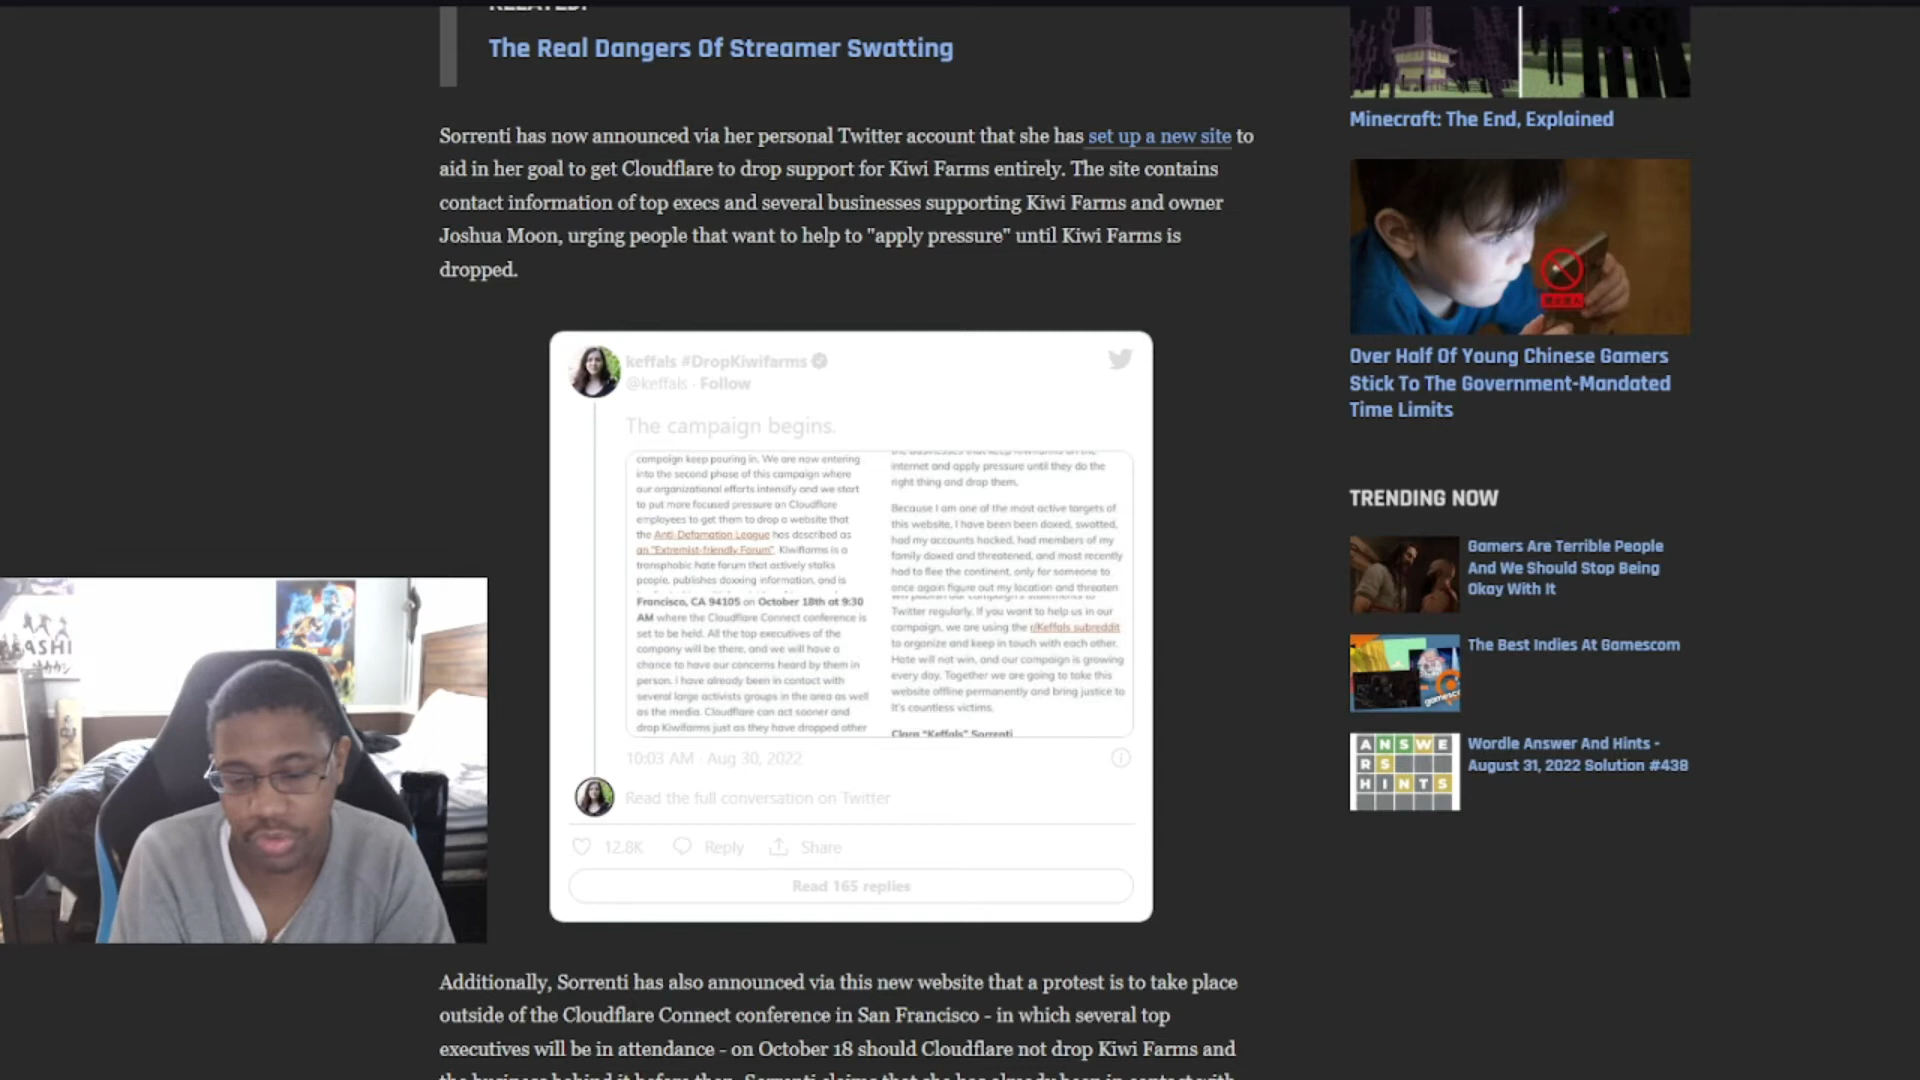 The Real Dangers Of Streamer Swatting
Sorrenti has now announced via her personal Twitter account that she has set up a new site to
aid in her goal to get Cloudflare to drop support for Kiwi Farms entirely. The site contains
contact information of top execs and several businesses supporting Kiwi Farms and owner
Joshua Moon, urging people that want to help to "apply pressure" until Kiwi Farms is
dropped.
keffals #DropKiwifarms
@keffals · Follow
The campaign begins.
campaign keep pouring in. We are now entering
into the second phase of this campaign where
our organizational efforts intensify and we start
to put more focused pressure on Cloudflare
employees to get them to drop a website that
the Anti-Defamation League has described as
an "Extremist-friendly Forum". Kiwifarms is a
transphobic hate forum that actively stalks
people, publishes doxxing information, and is
internet and apply pressure until they do the
right thing and drop them.
Because I am one of the most active targets of
this website, I have been been doxed, swatted,
had my accounts hacked, had members of my
family doxed and threatened, and most recently
had to flee the continent, only for someone to
once again figure out my location and threaten
Francisco, CA 94105 on October 18th at 9:30
AM where the Cloudflare Connect conference is
set to be held. All the top executives of the
company will be there, and we will have a
chance to have our concerns heard by them in
person. I have already been in contact with
several large activists groups in the area as well
as the media. Cloudflare can act sooner and
drop Kiwifarms just as they have dropped other
Twitter regularly. If you want to help us in our
campaign, we are using the r/Keffals subreddit
to organize and keep in touch with each other.
Hate will not win, and our campaign is growing
every day. Together we are going to take this
website offline permanently and bring justice to
It's countless victims.
Clara "Keffals" Sorrenti
10:03 AM · Aug 30, 2022
Read the full conversation on Twitter
12.8K Reply Share
Read 165 replies
Additionally, Sorrenti has also announced via this new website that a protest is to take place
outside of the Cloudflare Connect conference in San Francisco - in which several top
executives will be in attendance - on October 18 should Cloudflare not drop Kiwi Farms and
Minecraft: The End, Explained
Over Half Of Young Chinese Gamers
Stick To The Government-Mandated
Time Limits
TRENDING NOW
Gamers Are Terrible People
And We Should Stop Being
Okay With It
The Best Indies At Gamescom
gamesco
Wordle Answer And Hints -
August 31, 2022 Solution #438
ANSWE
RS
HINTS